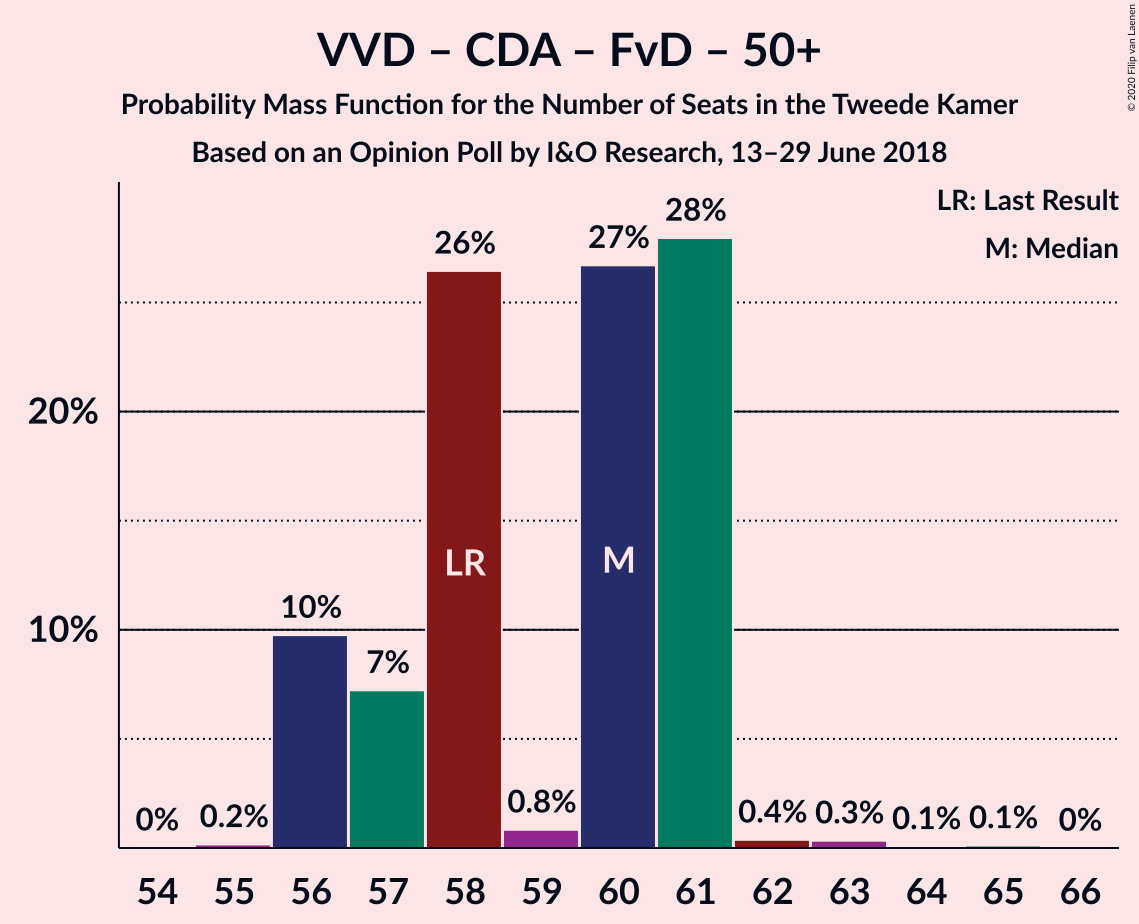 VVD – CDA – FvD – 50+
Probability Mass Function for the Number of Seats in the Tweede Kamer
Based on an Opinion Poll by I&O Research, 13–29 June 2018
© 2020 Filip van Laenen
LR: Last Result
M: Median
28%
27%
26%
20%
LR
M
10%
10%
7%
0%
0.2%
0.8%
0.4%
0.3%
0.1%
0.1%
0%
54 55 56 57 58 59 60 61 62 63 64 65 66